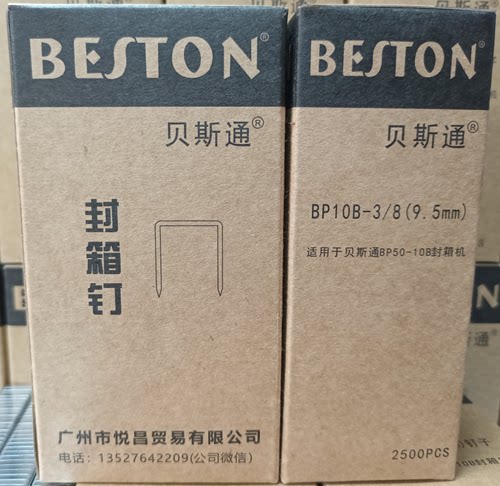 BESTON®
贝斯通®
封箱钉
广州市悦昌贸易有限公司
电话：13527642209(公司微信)
BESTON®
贝斯通®
BP10B-3/8(9.5mm)
适用于贝斯通BP50-10B封箱机
2500PCS